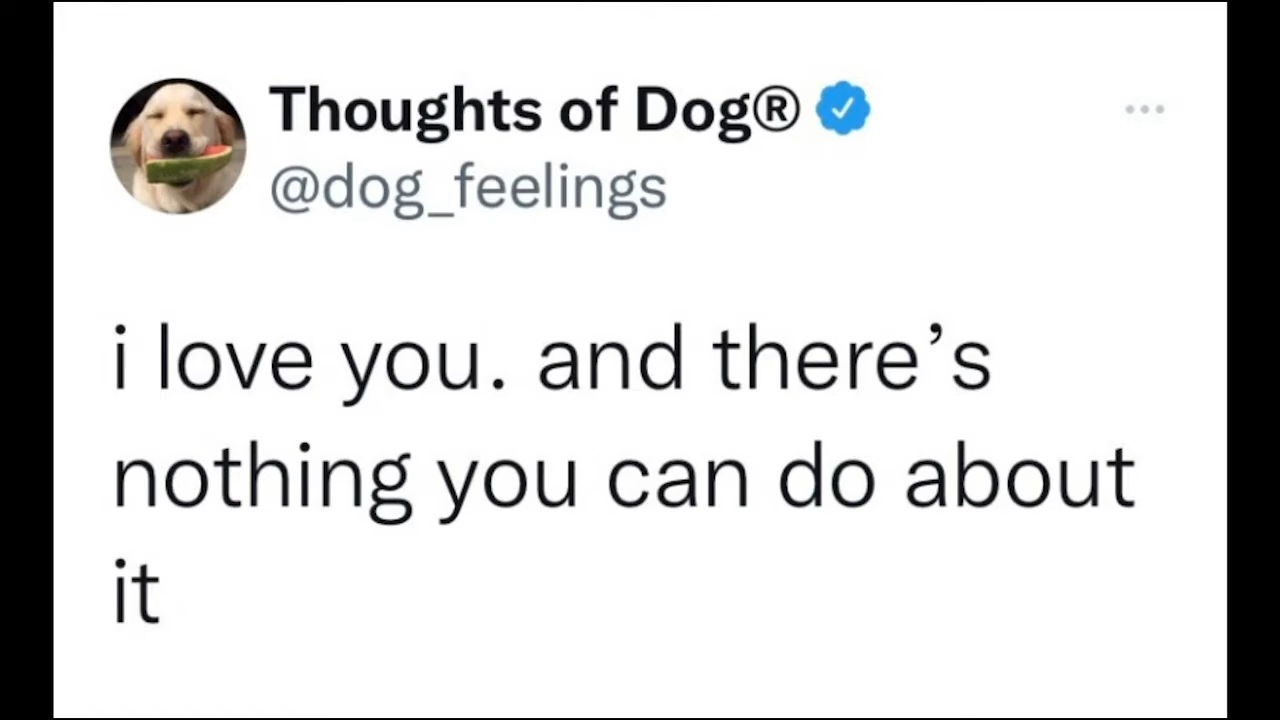 Thoughts of Dog®
@dog_feelings
i love you. and there’s
nothing you can do about
it